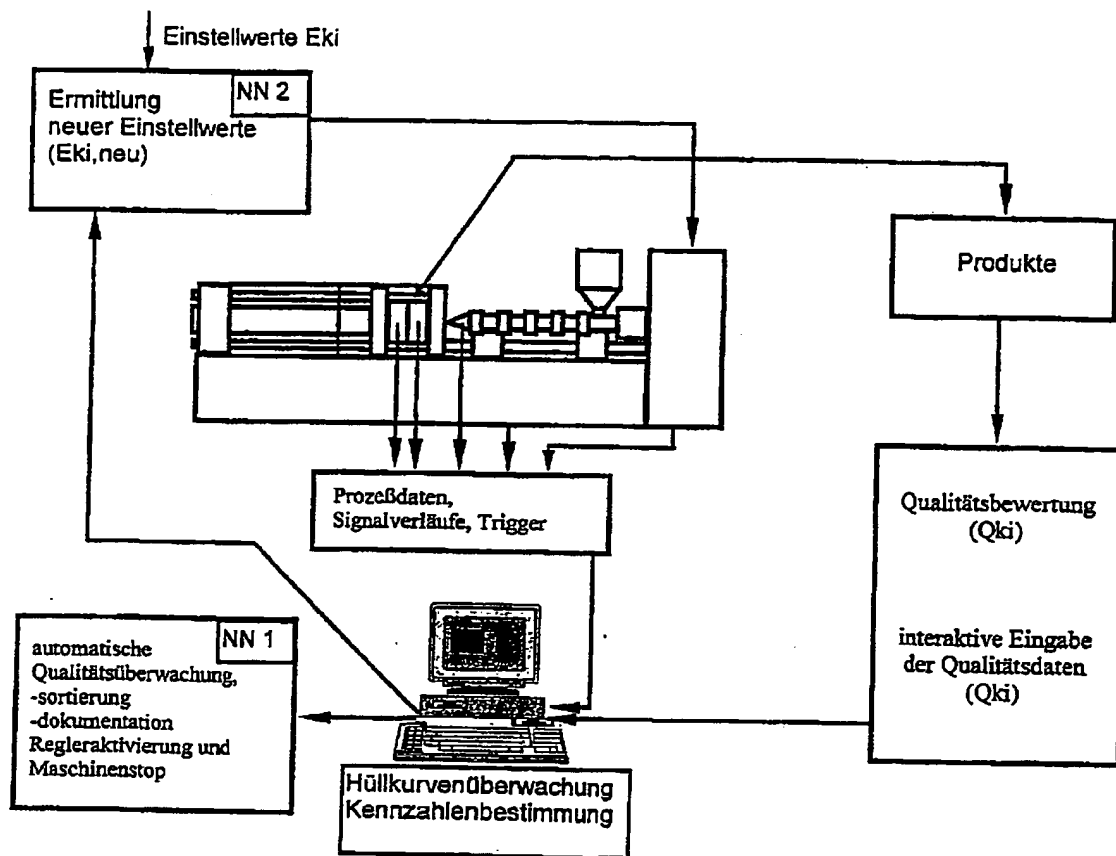 Einstellwerte Eki
NN 2
Ermittlung
neuer Einstellwerte
(Eki,neu)
Produkte
Prozeßdaten,
Signalverläufe, Trigger
Qualitätsbewertung
(Qki)
interaktive Eingabe
der Qualitätsdaten
(Qki)
NN 1
automatische
Qualitätsüberwachung,
-sortierung
-dokumentation
Regleraktivierung und
Maschinenstop
Hüllkurvenüberwachung
Kennzahlenbestimmung